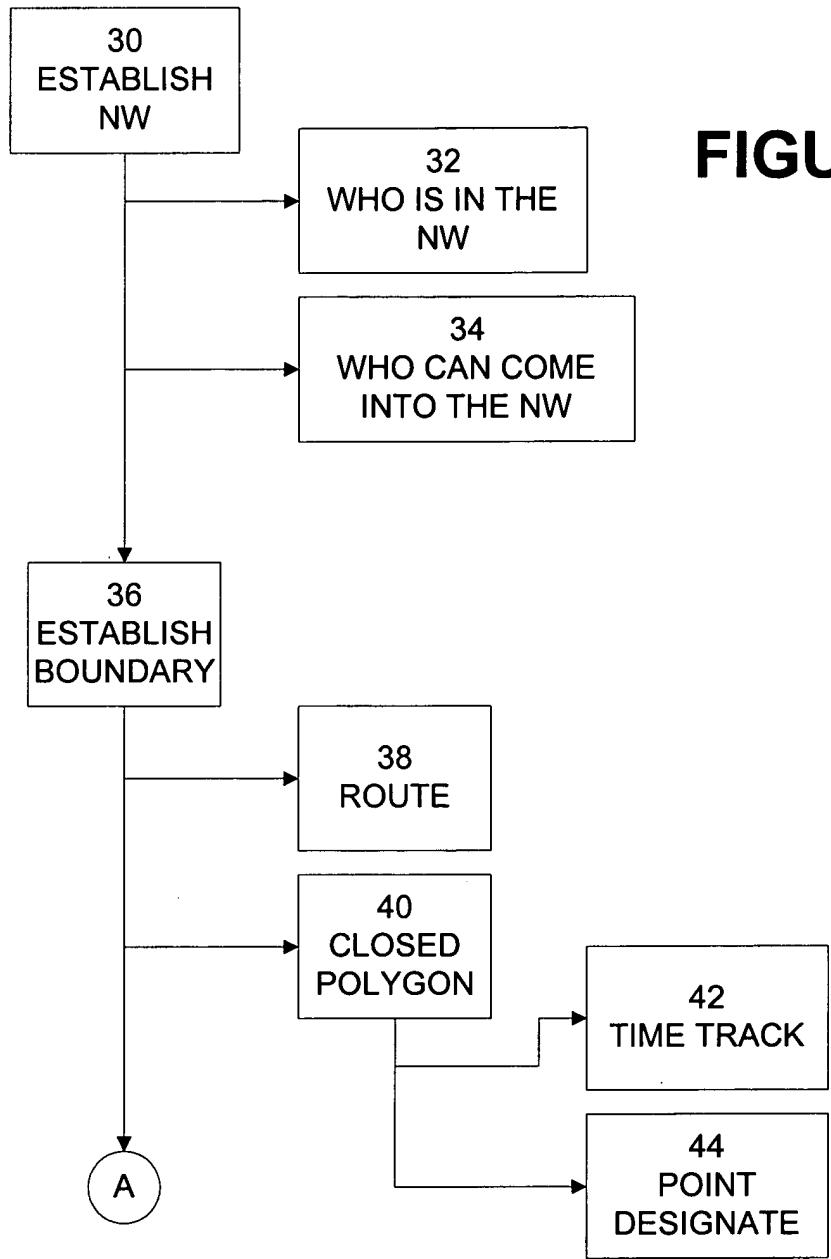 30
ESTABLISH
NW
FIGU
32
WHO IS IN THE
NW
34
WHO CAN COME
INTO THE NW
36
ESTABLISH
BOUNDARY
38
ROUTE
40
CLOSED
POLYGON
42
TIME TRACK
44
POINT
DESIGNATE
A